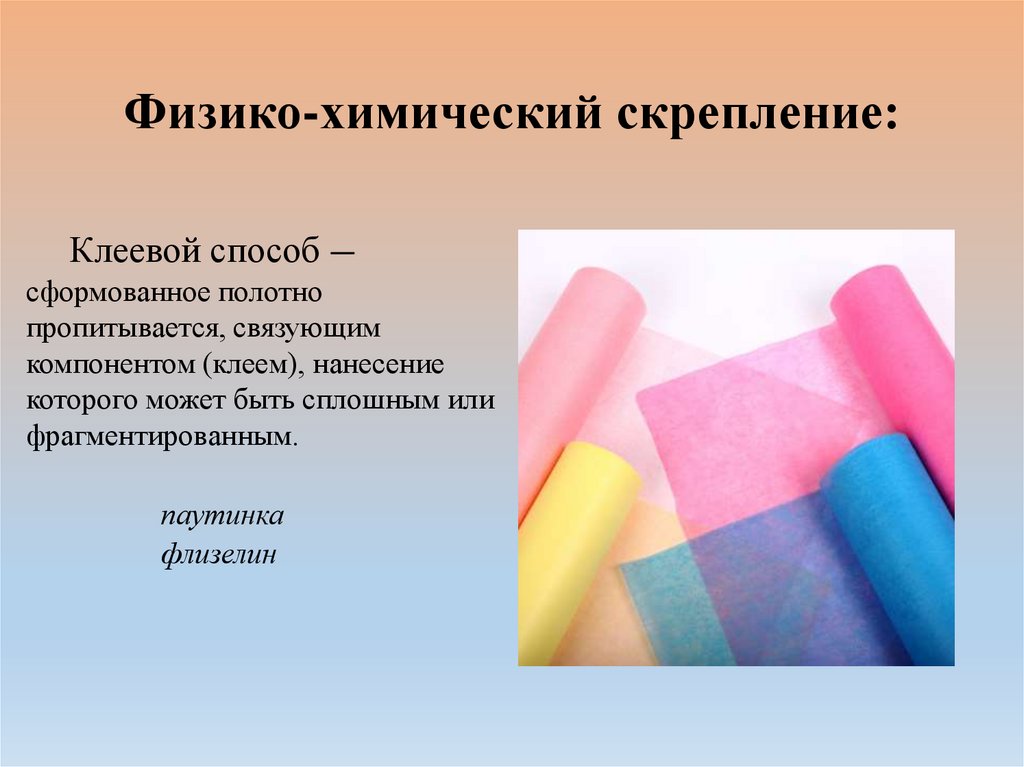 Физико-химический скрепление:
Клеевой способ –
сформованное полотно
пропитывается, связующим
компонентом (клеем), нанесение
которого может быть сплошным или
фрагментированным.
паутинка
флизелин